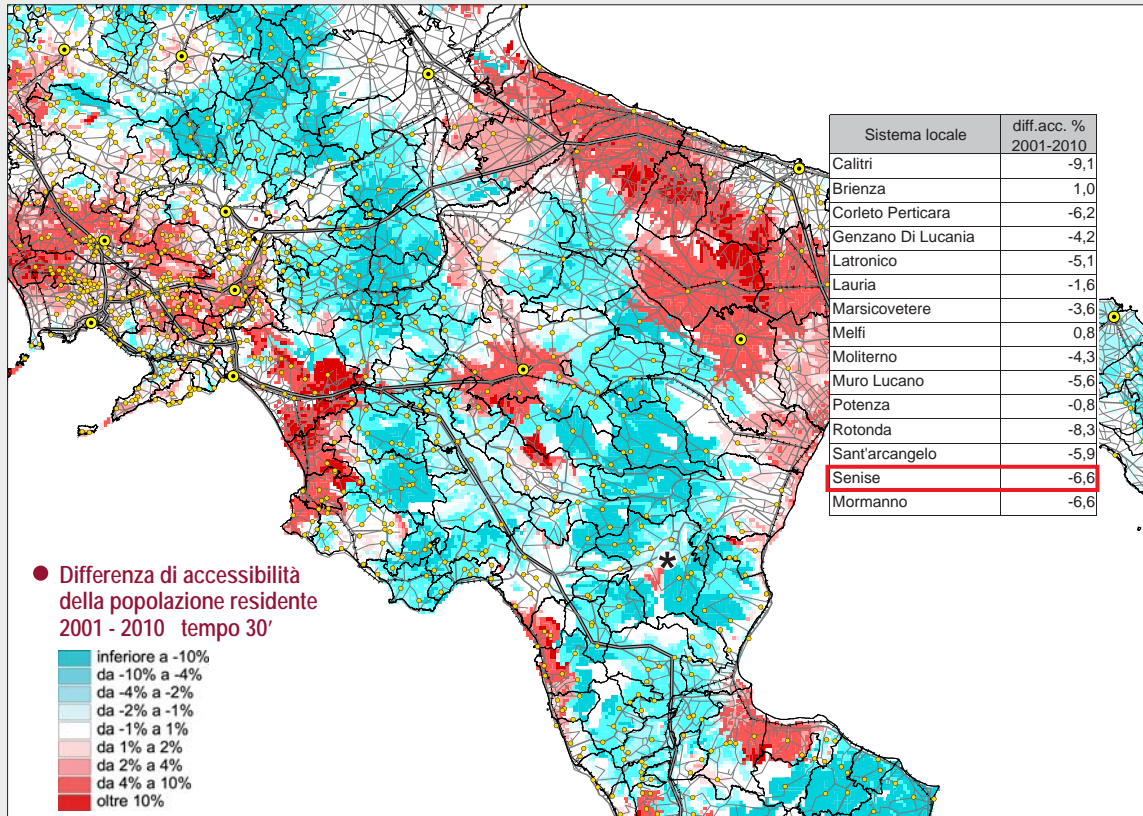 Sistema locale diff.acc. % 2001-2010
Calitri -9,1
Brienza 1,0
Corleto Perticara -6,2
Genzano Di Lucania -4,2
Latronico -5,1
Lauria -1,6
Marsicovetere -3,6
Melfi 0,8
Moliterno -4,3
Muro Lucano -5,6
Potenza -0,8
Rotonda -8,3
Sant'arcangelo -5,9
Senise -6,6
Mormanno -6,6
*
● Differenza di accessibilità
della popolazione residente
2001 - 2010 tempo 30'
inferiore a -10%
da -10% a -4%
da -4% a -2%
da -2% a -1%
da -1% a 1%
da 1% a 2%
da 2% a 4%
da 4% a 10%
oltre 10%